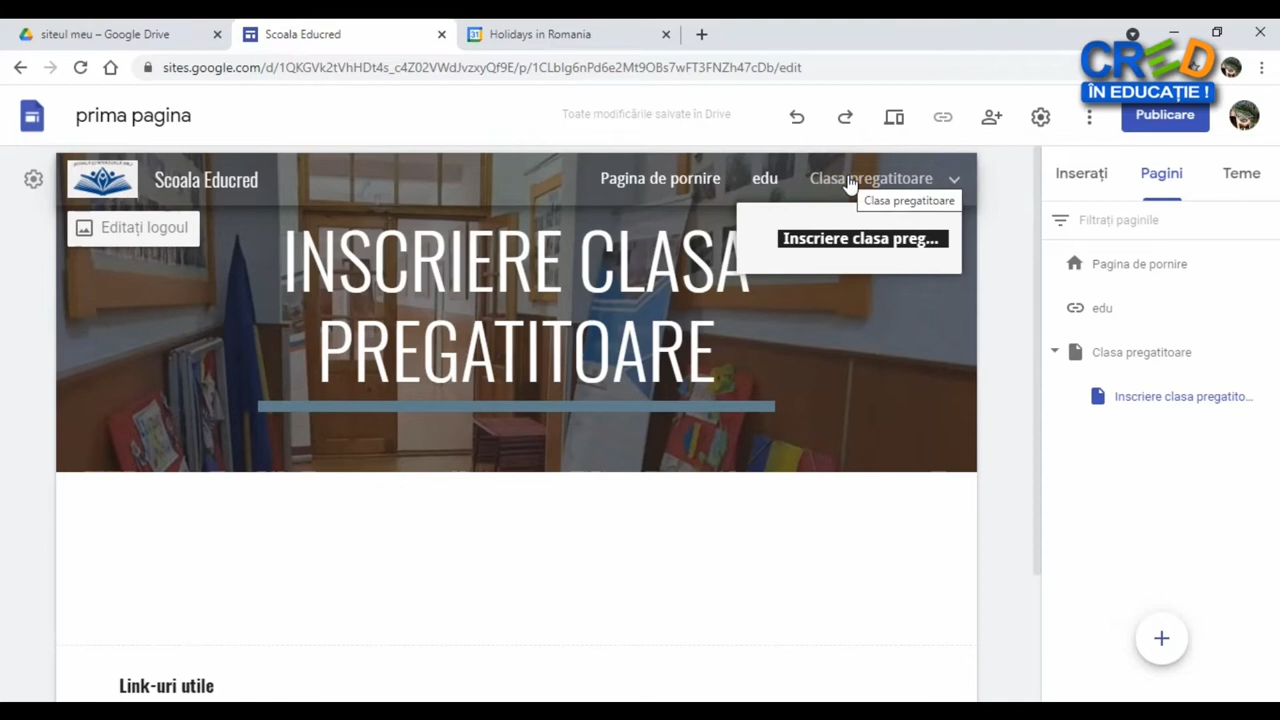 siteul meu – Google Drive
Scoala Educred
31
Holidays in Romania
sites.google.com/d/1QKGVk2tVhHDt4s_c4Z02VWdJvzxyQf9E/p/1CLbIg6nPd6e2Mt9OBs7wFT3FNZh47cDb/edit
CRED
ÎN EDUCAȚIE !
prima pagina
Toate modificările salvate în Drive
Publicare
Scoala Educred
Pagina de pornire
edu
Clasa pregatitoare
Clasa pregatitoare
Editați logoul
Inscriere clasa preg...
INSCRIERE CLASA
PREGATITOARE
Link-uri utile
Inserați
Pagini
Teme
Filtrați paginile
Pagina de pornire
edu
Clasa pregatitoare
Inscriere clasa pregatito...